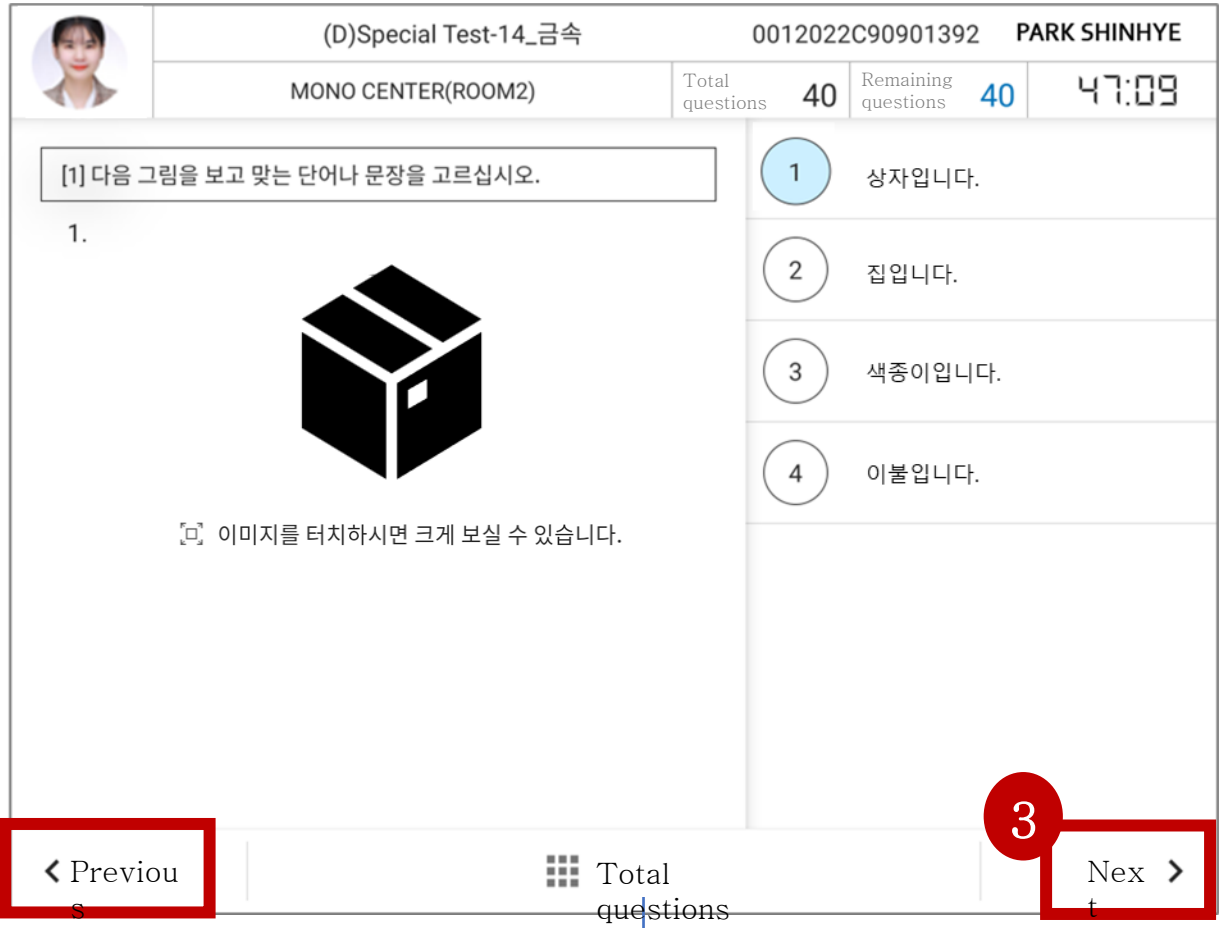 (D)Special Test-14_금속
0012022C90901392
PARK SHINHYE
MONO CENTER(ROOM2)
Total
questions
40
Remaining
questions
40
47:09
[1] 다음 그림을 보고 맞는 단어나 문장을 고르십시오.
1.
이미지를 터치하시면 크게 보실 수 있습니다.
1 상자입니다.
2 집입니다.
3 색종이입니다.
4 이불입니다.
3
Previou
s
Total
questions
Nex
t